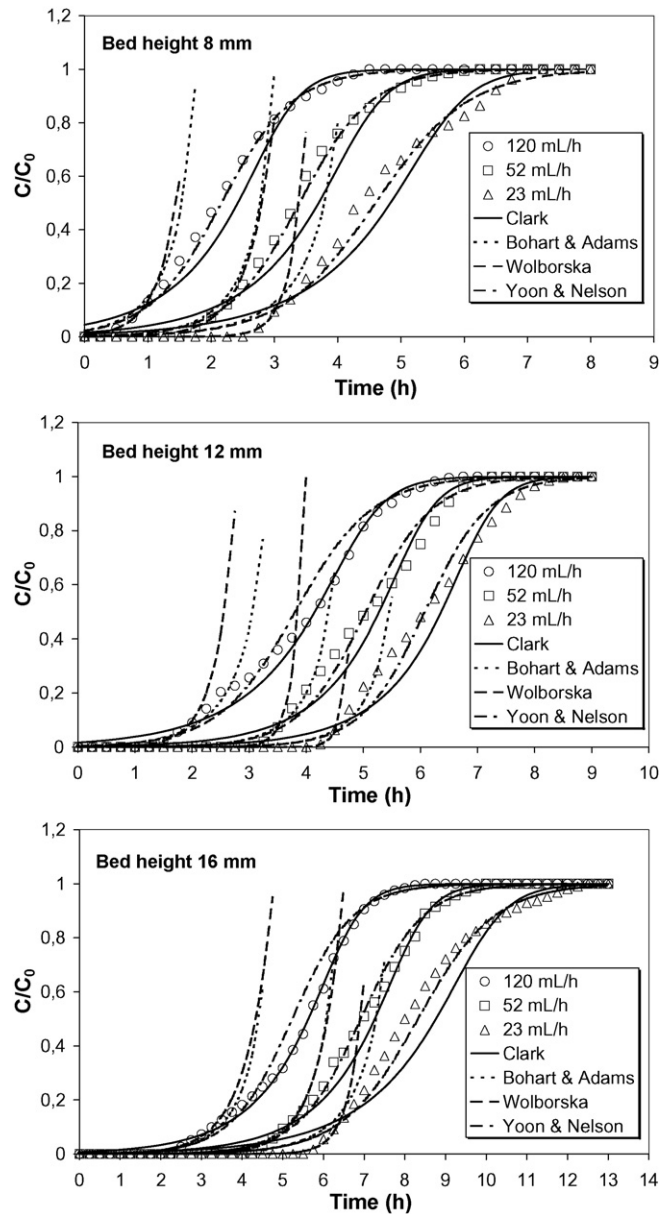 1,2
Bed height 8 mm
1
0,8
0,6
0,4
0,2
0
C/C0
120 mL/h
52 mL/h
23 mL/h
Clark
Bohart & Adams
Wolborska
Yoon & Nelson
0 1 2 3 4 5 6 7 8 9
Time (h)
1,2
Bed height 12 mm
1
0,8
0,6
0,4
0,2
0
C/C0
120 mL/h
52 mL/h
23 mL/h
Clark
Bohart & Adams
Wolborska
Yoon & Nelson
0 1 2 3 4 5 6 7 8 9 10
Time (h)
1,2
Bed height 16 mm
1
0,8
0,6
0,4
0,2
0
C/C0
120 mL/h
52 mL/h
23 mL/h
Clark
Bohart & Adams
Wolborska
Yoon & Nelson
0 1 2 3 4 5 6 7 8 9 10 11 12 13 14
Time (h)